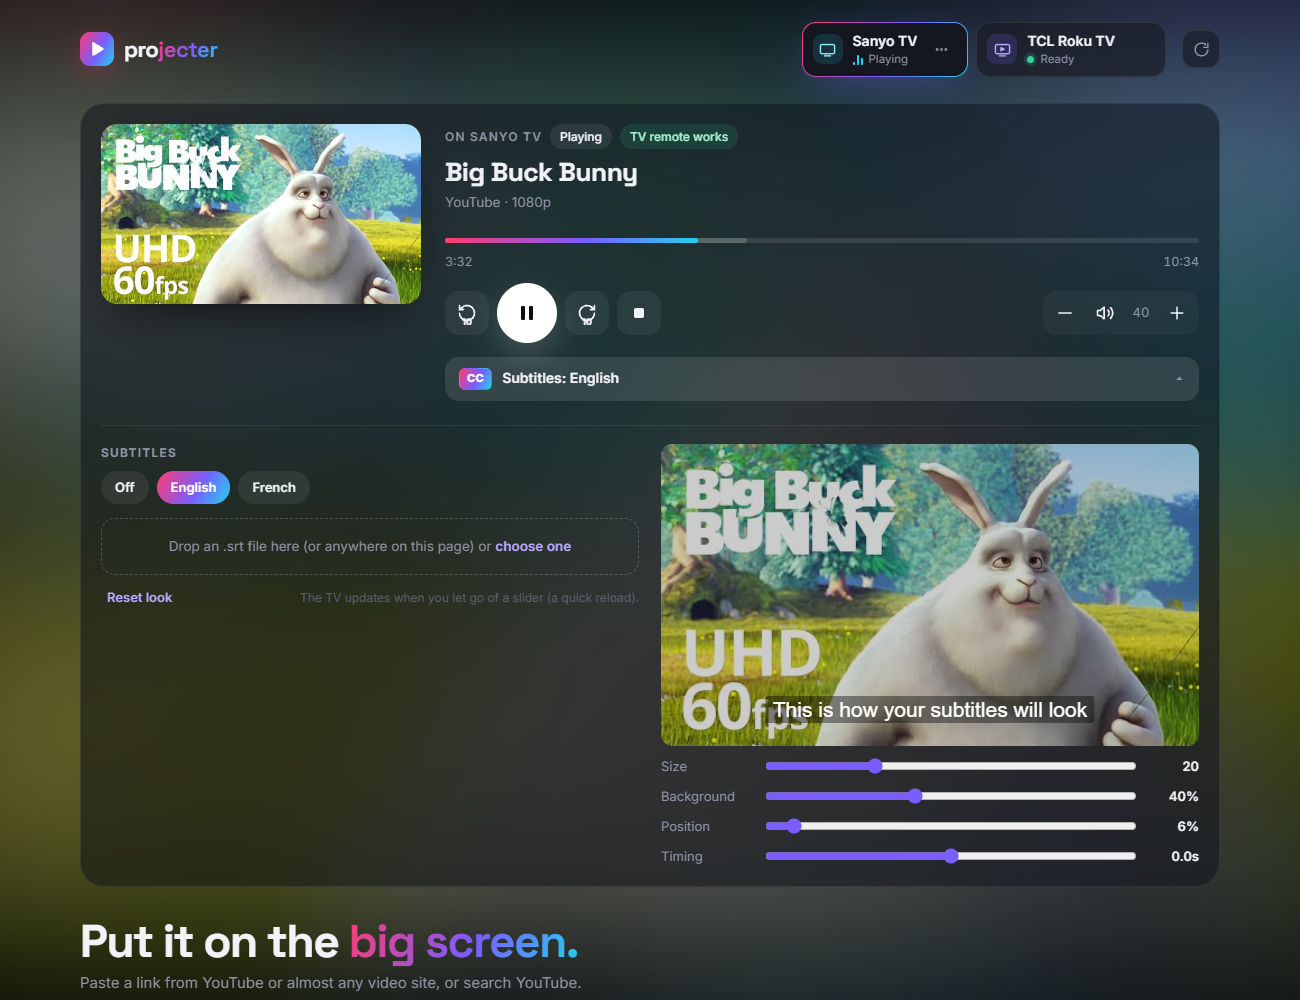 projecter
Sanyo TV
Playing
TCL Roku TV
Ready
Big Buck
BUNNY
UHD
60fps
ON SANYO TV Playing TV remote works
Big Buck Bunny
YouTube · 1080p
3:32 10:34
10 10 40
CC Subtitles: English
SUBTITLES
Off English French
Drop an .srt file here (or anywhere on this page) or choose one
Reset look The TV updates when you let go of a slider (a quick reload).
Big Buck
BUNNY
UHD
60fps
This is how your subtitles will look
Size 20
Background 40%
Position 6%
Timing 0.0s
Put it on the big screen.
Paste a link from YouTube or almost any video site, or search YouTube.